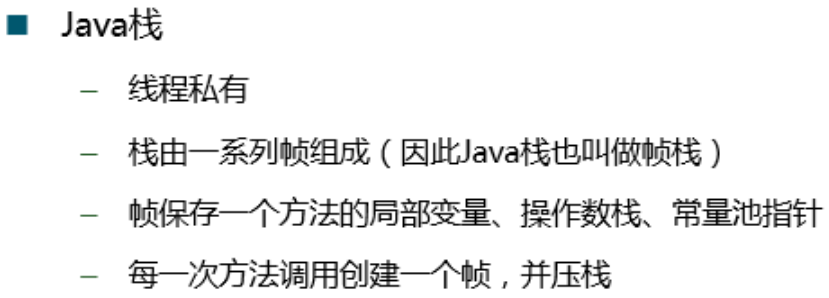 ■ Java栈
– 线程私有
– 栈由一系列帧组成（因此Java栈也叫做帧栈）
– 帧保存一个方法的局部变量、操作数栈、常量池指针
– 每一次方法调用创建一个帧，并压栈